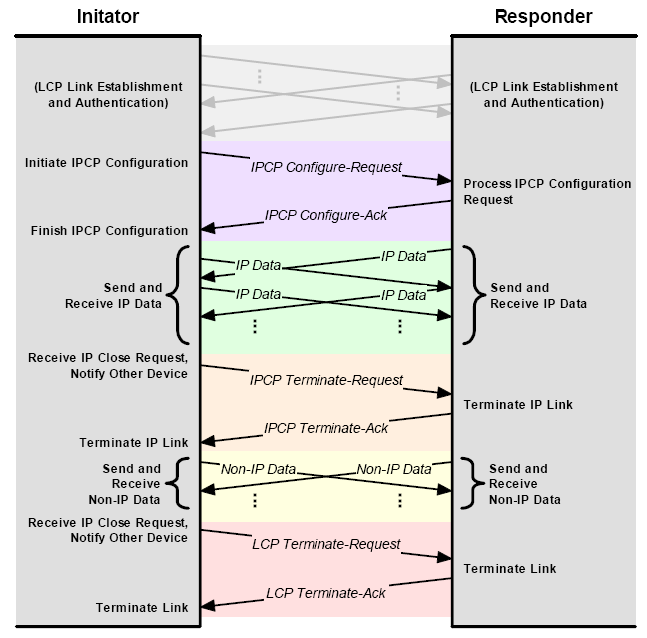 Initator
Responder
(LCP Link Establishment
and Authentication)
(LCP Link Establishment
and Authentication)
Initiate IPCP Configuration
IPCP Configure-Request
Process IPCP Configuration
Request
IPCP Configure-Ack
Finish IPCP Configuration
IP Data
IP Data
Send and
Receive IP Data
IP Data
IP Data
Send and
Receive IP Data
Receive IP Close Request,
Notify Other Device
IPCP Terminate-Request
Terminate IP Link
IPCP Terminate-Ack
Terminate IP Link
Send and
Receive
Non-IP Data
Non-IP Data
Non-IP Data
Send and
Receive
Non-IP Data
Receive IP Close Request,
Notify Other Device
LCP Terminate-Request
Terminate Link
LCP Terminate-Ack
Terminate Link